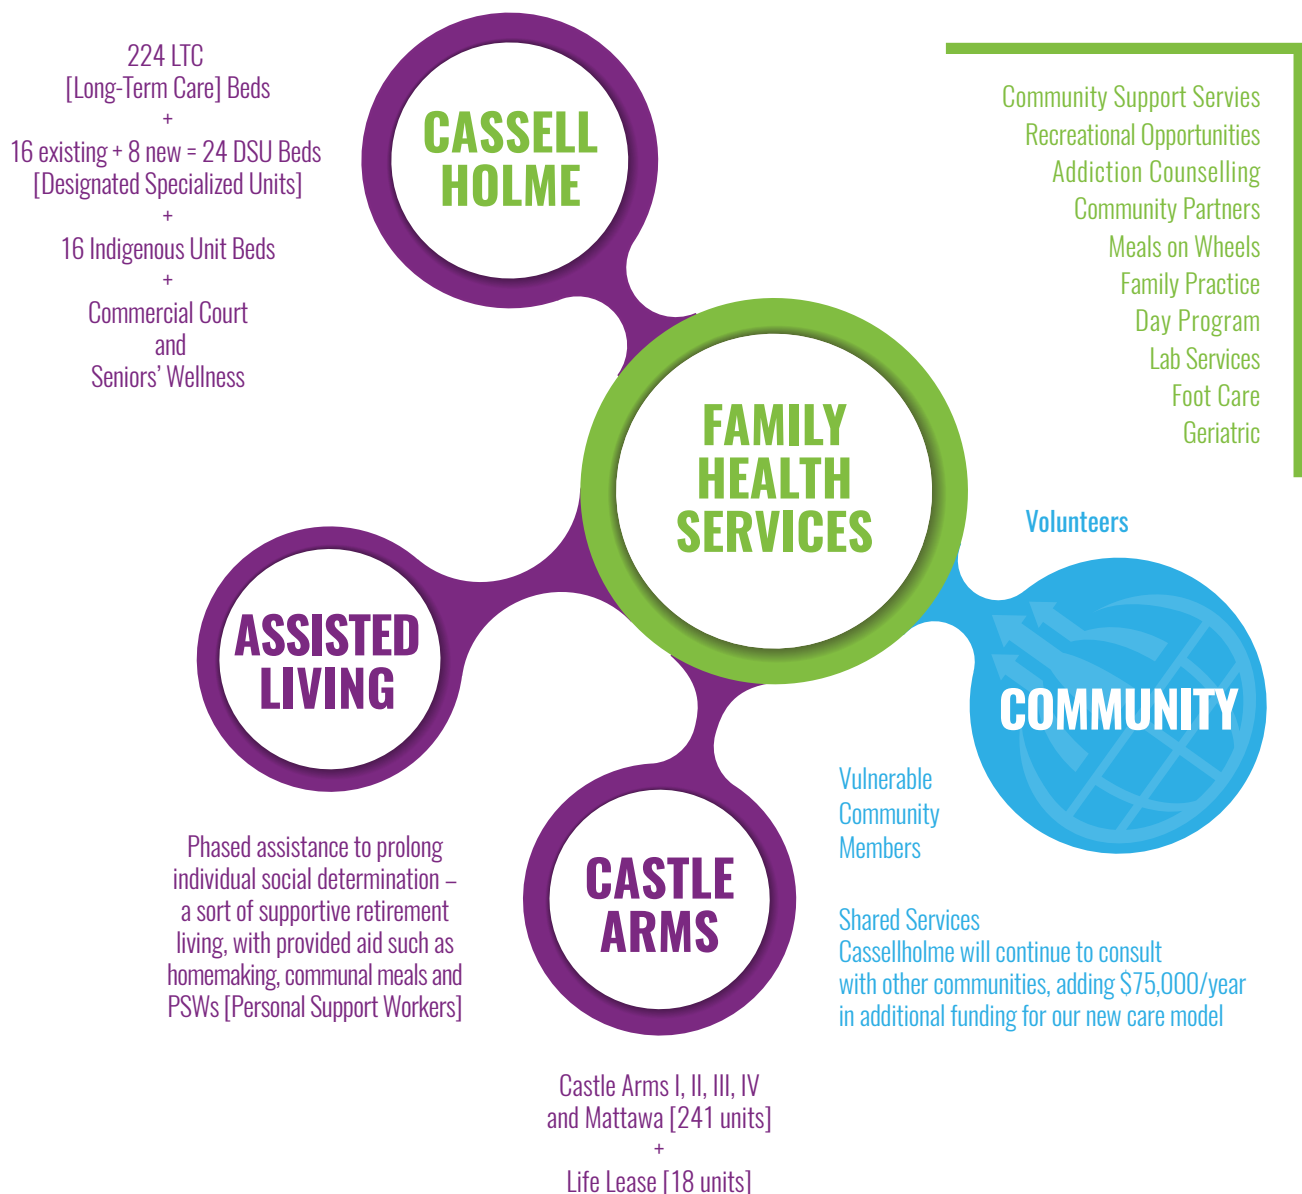 224 LTC
[Long-Term Care] Beds
+
16 existing + 8 new = 24 DSU Beds
[Designated Specialized Units]
+
16 Indigenous Unit Beds
+
Commercial Court
and
Seniors’ Wellness
CASSELL
HOLME
Community Support Servies
Recreational Opportunities
Addiction Counselling
Community Partners
Meals on Wheels
Family Practice
Day Program
Lab Services
Foot Care
Geriatric
FAMILY
HEALTH
SERVICES
Volunteers
COMMUNITY
Vulnerable
Community
Members
Shared Services
Cassellholme will continue to consult
with other communities, adding $75,000/year
in additional funding for our new care model
ASSISTED
LIVING
Phased assistance to prolong
individual social determination –
a sort of supportive retirement
living, with provided aid such as
homemaking, communal meals and
PSWs [Personal Support Workers]
CASTLE
ARMS
Castle Arms I, II, III, IV
and Mattawa [241 units]
+
Life Lease [18 units]